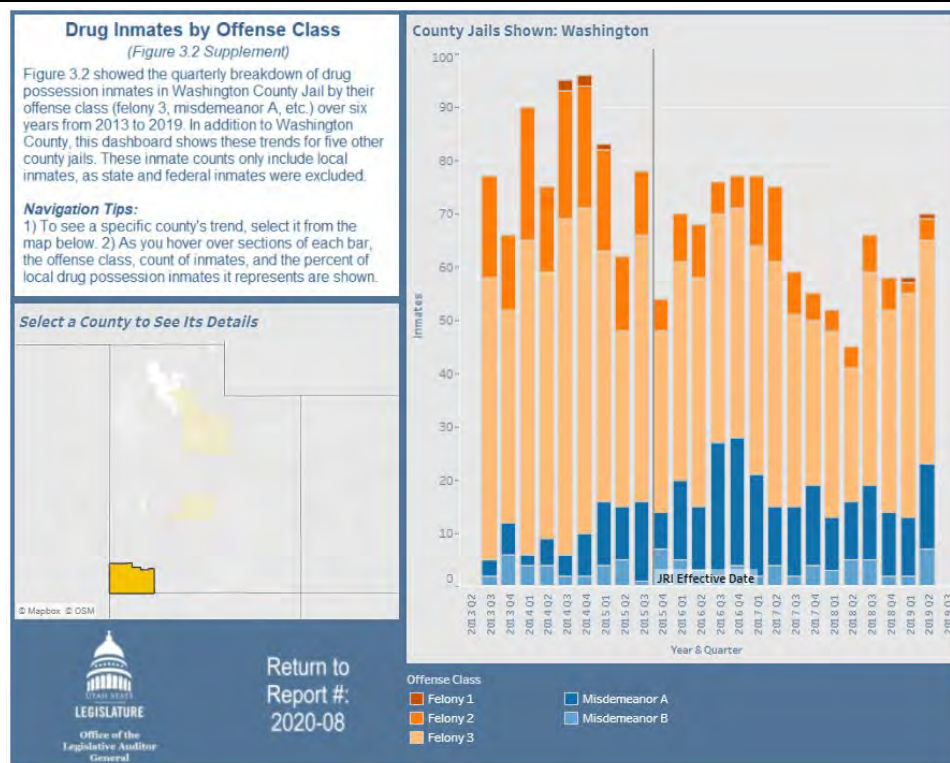 Drug Inmates by Offense Class
(Figure 3.2 Supplement)
Figure 3.2 showed the quarterly breakdown of drug
possession inmates in Washington County Jail by their
offense class (felony 3, misdemeanor A, etc.) over six
years from 2013 to 2019. In addition to Washington
County, this dashboard shows these trends for five other
county jails. These inmate counts only include local
inmates, as state and federal inmates were excluded.
Navigation Tips:
1) To see a specific county's trend, select it from the
map below. 2) As you hover over sections of each bar,
the offense class, count of inmates, and the percent of
local drug possession inmates it represents are shown.
Select a County to See Its Details
© Mapbox © OSM
UTAH STATE
LEGISLATURE
Office of the
Legislative Auditor
General
Return to
Report #:
2020-08
County Jails Shown: Washington
100
90
80
70
60
50
40
30
20
10
0
Inmates
JRI Effective Date
2013 Q2
2013 Q3
2013 Q4
2014 Q1
2014 Q2
2014 Q3
2014 Q4
2015 Q1
2015 Q2
2015 Q3
2015 Q4
2016 Q1
2016 Q2
2016 Q3
2016 Q4
2017 Q1
2017 Q2
2017 Q3
2017 Q4
2018 Q1
2018 Q2
2018 Q3
2018 Q4
2019 Q1
2019 Q2
2019 Q3
Year & Quarter
Offense Class
Felony 1
Felony 2
Felony 3
Misdemeanor A
Misdemeanor B